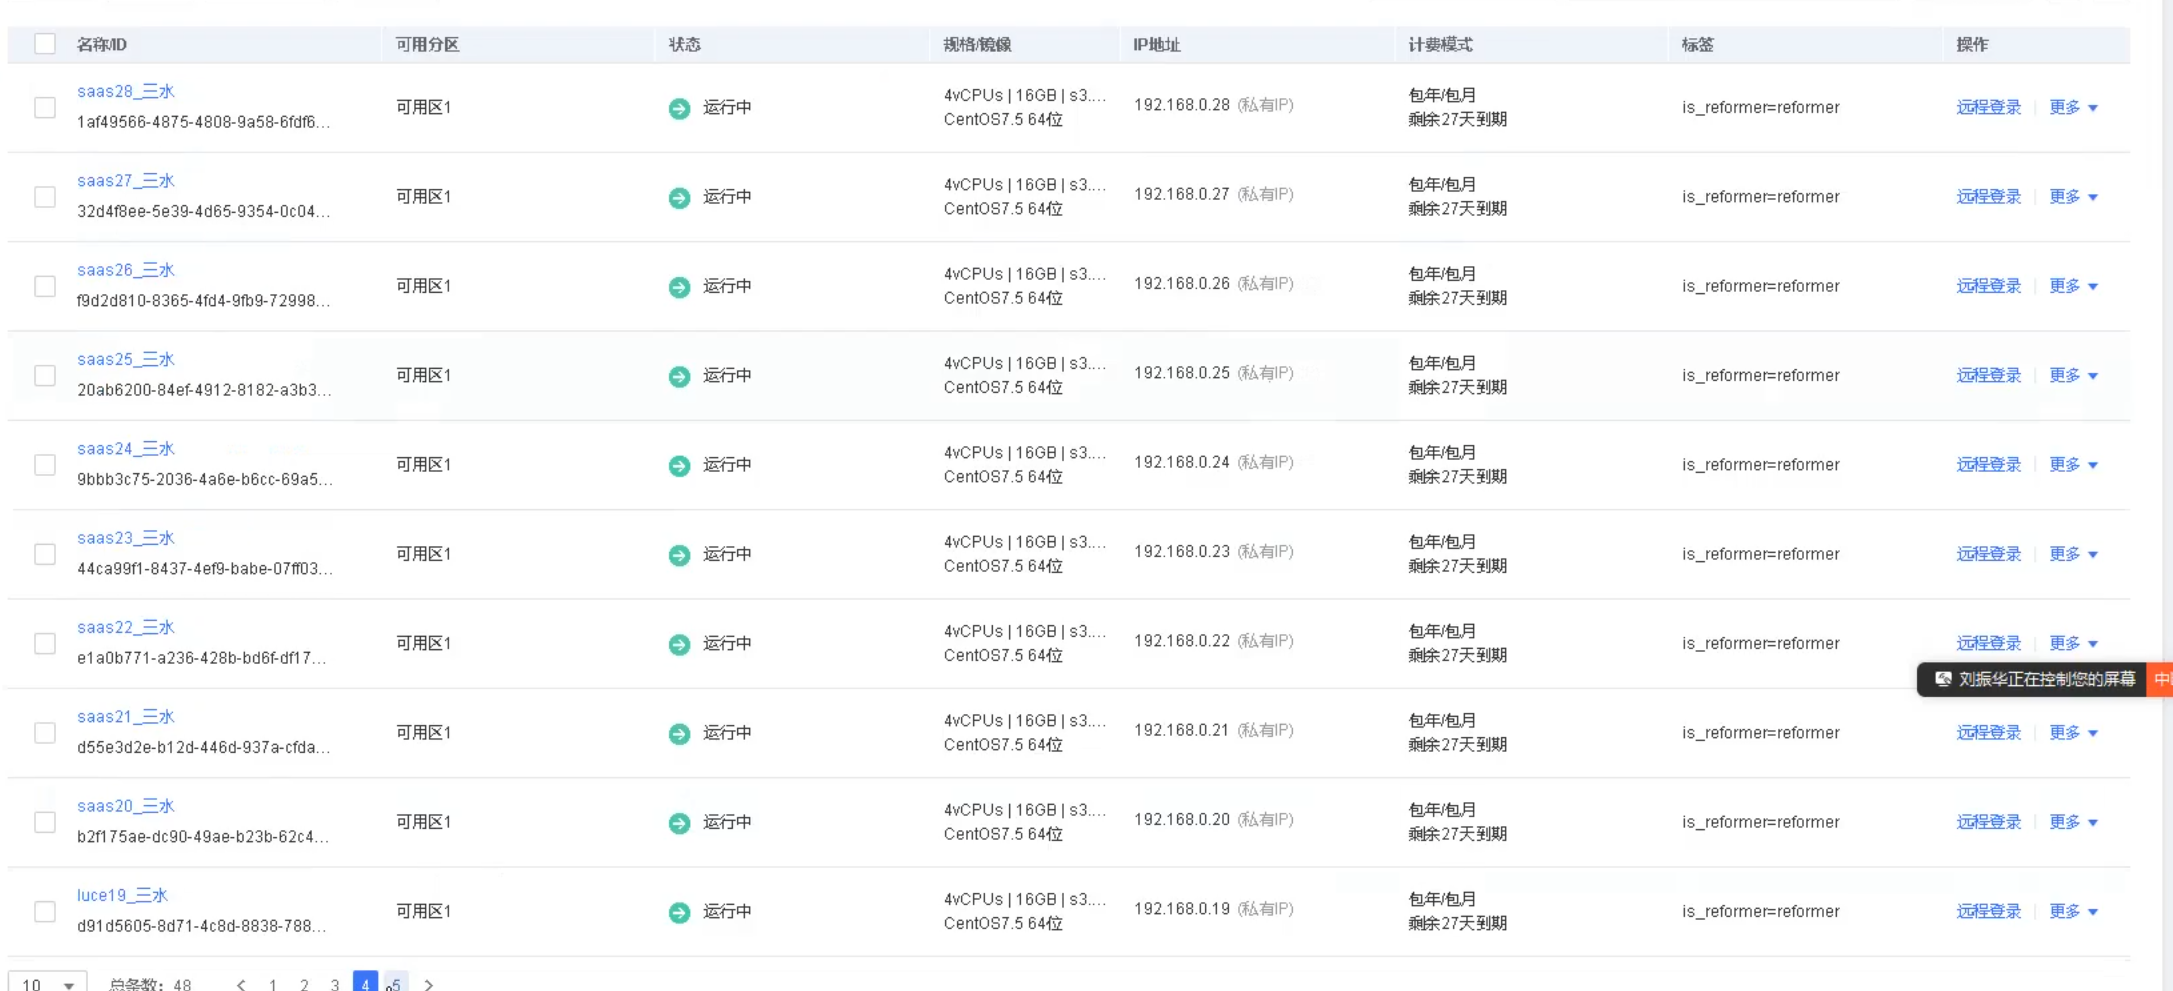 名称/ID 可用分区 状态 规格/镜像 IP地址 计费模式 标签 操作
saas28_三水
1af49566-4875-4808-9a58-6fdf6...
可用区1 运行中
4vCPUs | 16GB | s3....
CentOS7.5 64位
192.168.0.28 (私有IP)
包年/包月
剩余27天到期
is_reformer=reformer
远程登录 更多
saas27_三水
32d4f8ee-5e39-4d65-9354-0c04...
可用区1 运行中
4vCPUs | 16GB | s3....
CentOS7.5 64位
192.168.0.27 (私有IP)
包年/包月
剩余27天到期
is_reformer=reformer
远程登录 更多
saas26_三水
f9d2d810-8365-4fd4-9fb9-72998...
可用区1 运行中
4vCPUs | 16GB | s3....
CentOS7.5 64位
192.168.0.26 (私有IP)
包年/包月
剩余27天到期
is_reformer=reformer
远程登录 更多
saas25_三水
20ab6200-84ef-4912-8182-a3b3...
可用区1 运行中
4vCPUs | 16GB | s3....
CentOS7.5 64位
192.168.0.25 (私有IP)
包年/包月
剩余27天到期
is_reformer=reformer
远程登录 更多
saas24_三水
9bbb3c75-2036-4a6e-b6cc-69a5...
可用区1 运行中
4vCPUs | 16GB | s3....
CentOS7.5 64位
192.168.0.24 (私有IP)
包年/包月
剩余27天到期
is_reformer=reformer
远程登录 更多
saas23_三水
44ca99f1-8437-4ef9-babe-07ff03...
可用区1 运行中
4vCPUs | 16GB | s3....
CentOS7.5 64位
192.168.0.23 (私有IP)
包年/包月
剩余27天到期
is_reformer=reformer
远程登录 更多
saas22_三水
e1a0b771-a236-428b-bd6f-df17...
可用区1 运行中
4vCPUs | 16GB | s3....
CentOS7.5 64位
192.168.0.22 (私有IP)
包年/包月
剩余27天到期
is_reformer=reformer
远程登录 更多
刘振华正在控制您的屏幕 中
saas21_三水
d55e3d2e-b12d-446d-937a-cfda...
可用区1 运行中
4vCPUs | 16GB | s3....
CentOS7.5 64位
192.168.0.21 (私有IP)
包年/包月
剩余27天到期
is_reformer=reformer
远程登录 更多
saas20_三水
b2f175ae-dc90-49ae-b23b-62c4...
可用区1 运行中
4vCPUs | 16GB | s3....
CentOS7.5 64位
192.168.0.20 (私有IP)
包年/包月
剩余27天到期
is_reformer=reformer
远程登录 更多
luce19_三水
d91d5605-8d71-4c8d-8838-788...
可用区1 运行中
4vCPUs | 16GB | s3....
CentOS7.5 64位
192.168.0.19 (私有IP)
包年/包月
剩余27天到期
is_reformer=reformer
远程登录 更多
10 总条数: 48 < 1 2 3 4 5 >